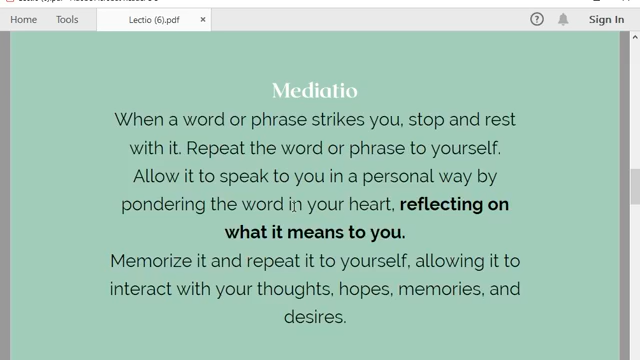 Home Tools Lectio (6).pdf × ? Sign In
Mediatio
When a word or phrase strikes you, stop and rest
with it. Repeat the word or phrase to yourself.
Allow it to speak to you in a personal way by
pondering the word in your heart, reflecting on
what it means to you.
Memorize it and repeat it to yourself, allowing it to
interact with your thoughts, hopes, memories, and
desires.